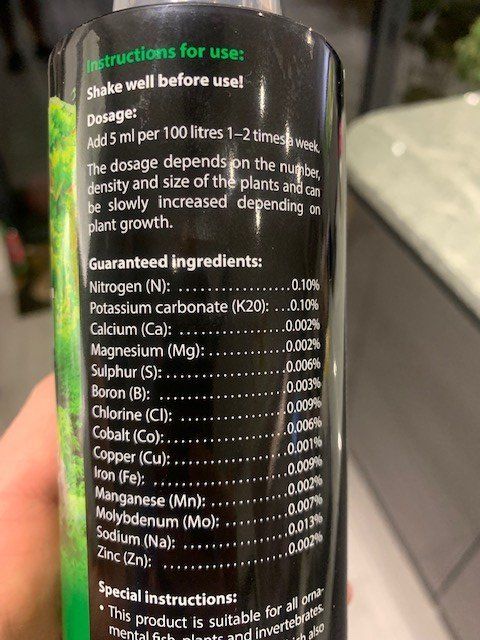 Instructions for use:
Shake well before use!
Dosage:
Add 5 ml per 100 litres 1–2 times a week.
The dosage depends on the number,
density and size of the plants and can
be slowly increased depending on
plant growth.
Guaranteed ingredients:
Nitrogen (N): ..................0.10%
Potassium carbonate (K20): ...0.10%
Calcium (Ca): ..................0.002%
Magnesium (Mg): ..................0.002%
Sulphur (S): ..................0.006%
Boron (B): ..................0.003%
Chlorine (Cl): ..................0.009%
Cobalt (Co): ..................0.006%
Copper (Cu): ..................0.001%
Iron (Fe): ..................0.009%
Manganese (Mn): ..................0.002%
Molybdenum (Mo): ..................0.007%
Sodium (Na): ..................0.013%
Zinc (Zn): ..................0.002%
Special instructions:
• This product is suitable for all orna-
mental fish, plants and invertebrates.
also